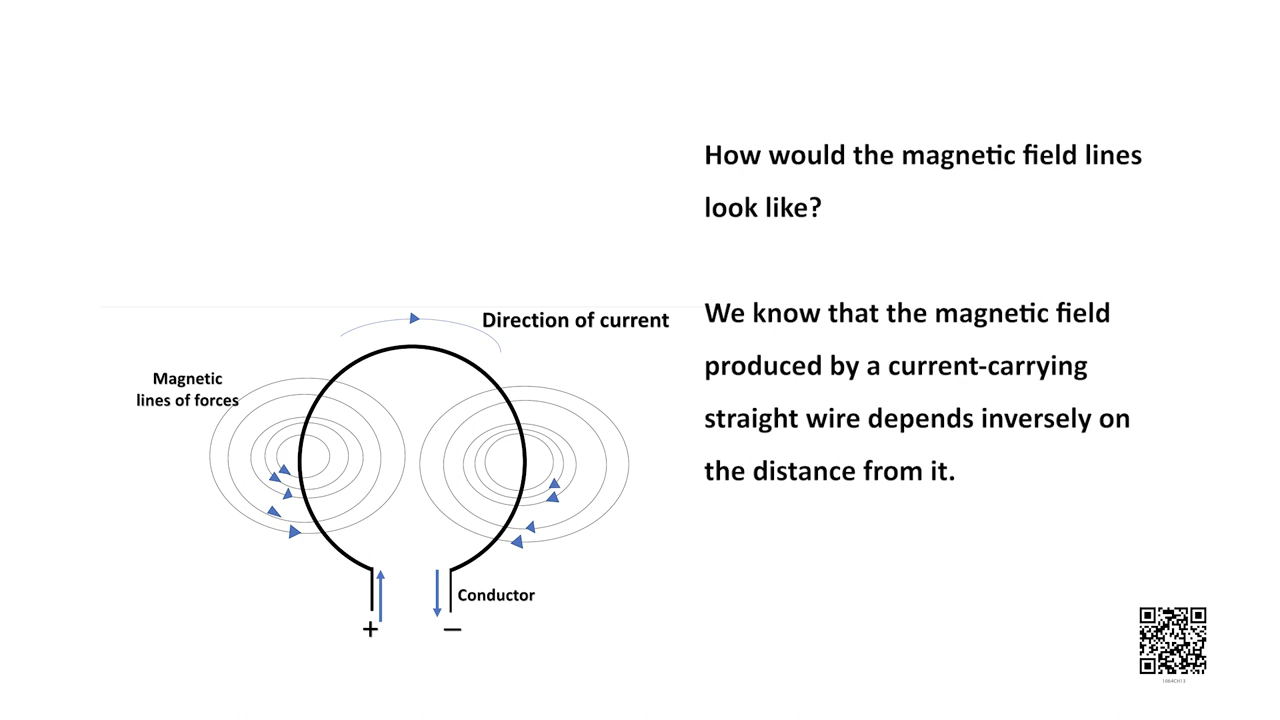 How would the magnetic field lines
look like?
We know that the magnetic field
produced by a current-carrying
straight wire depends inversely on
the distance from it.
Direction of current
Magnetic
lines of forces
Conductor
+
−
1064CH13